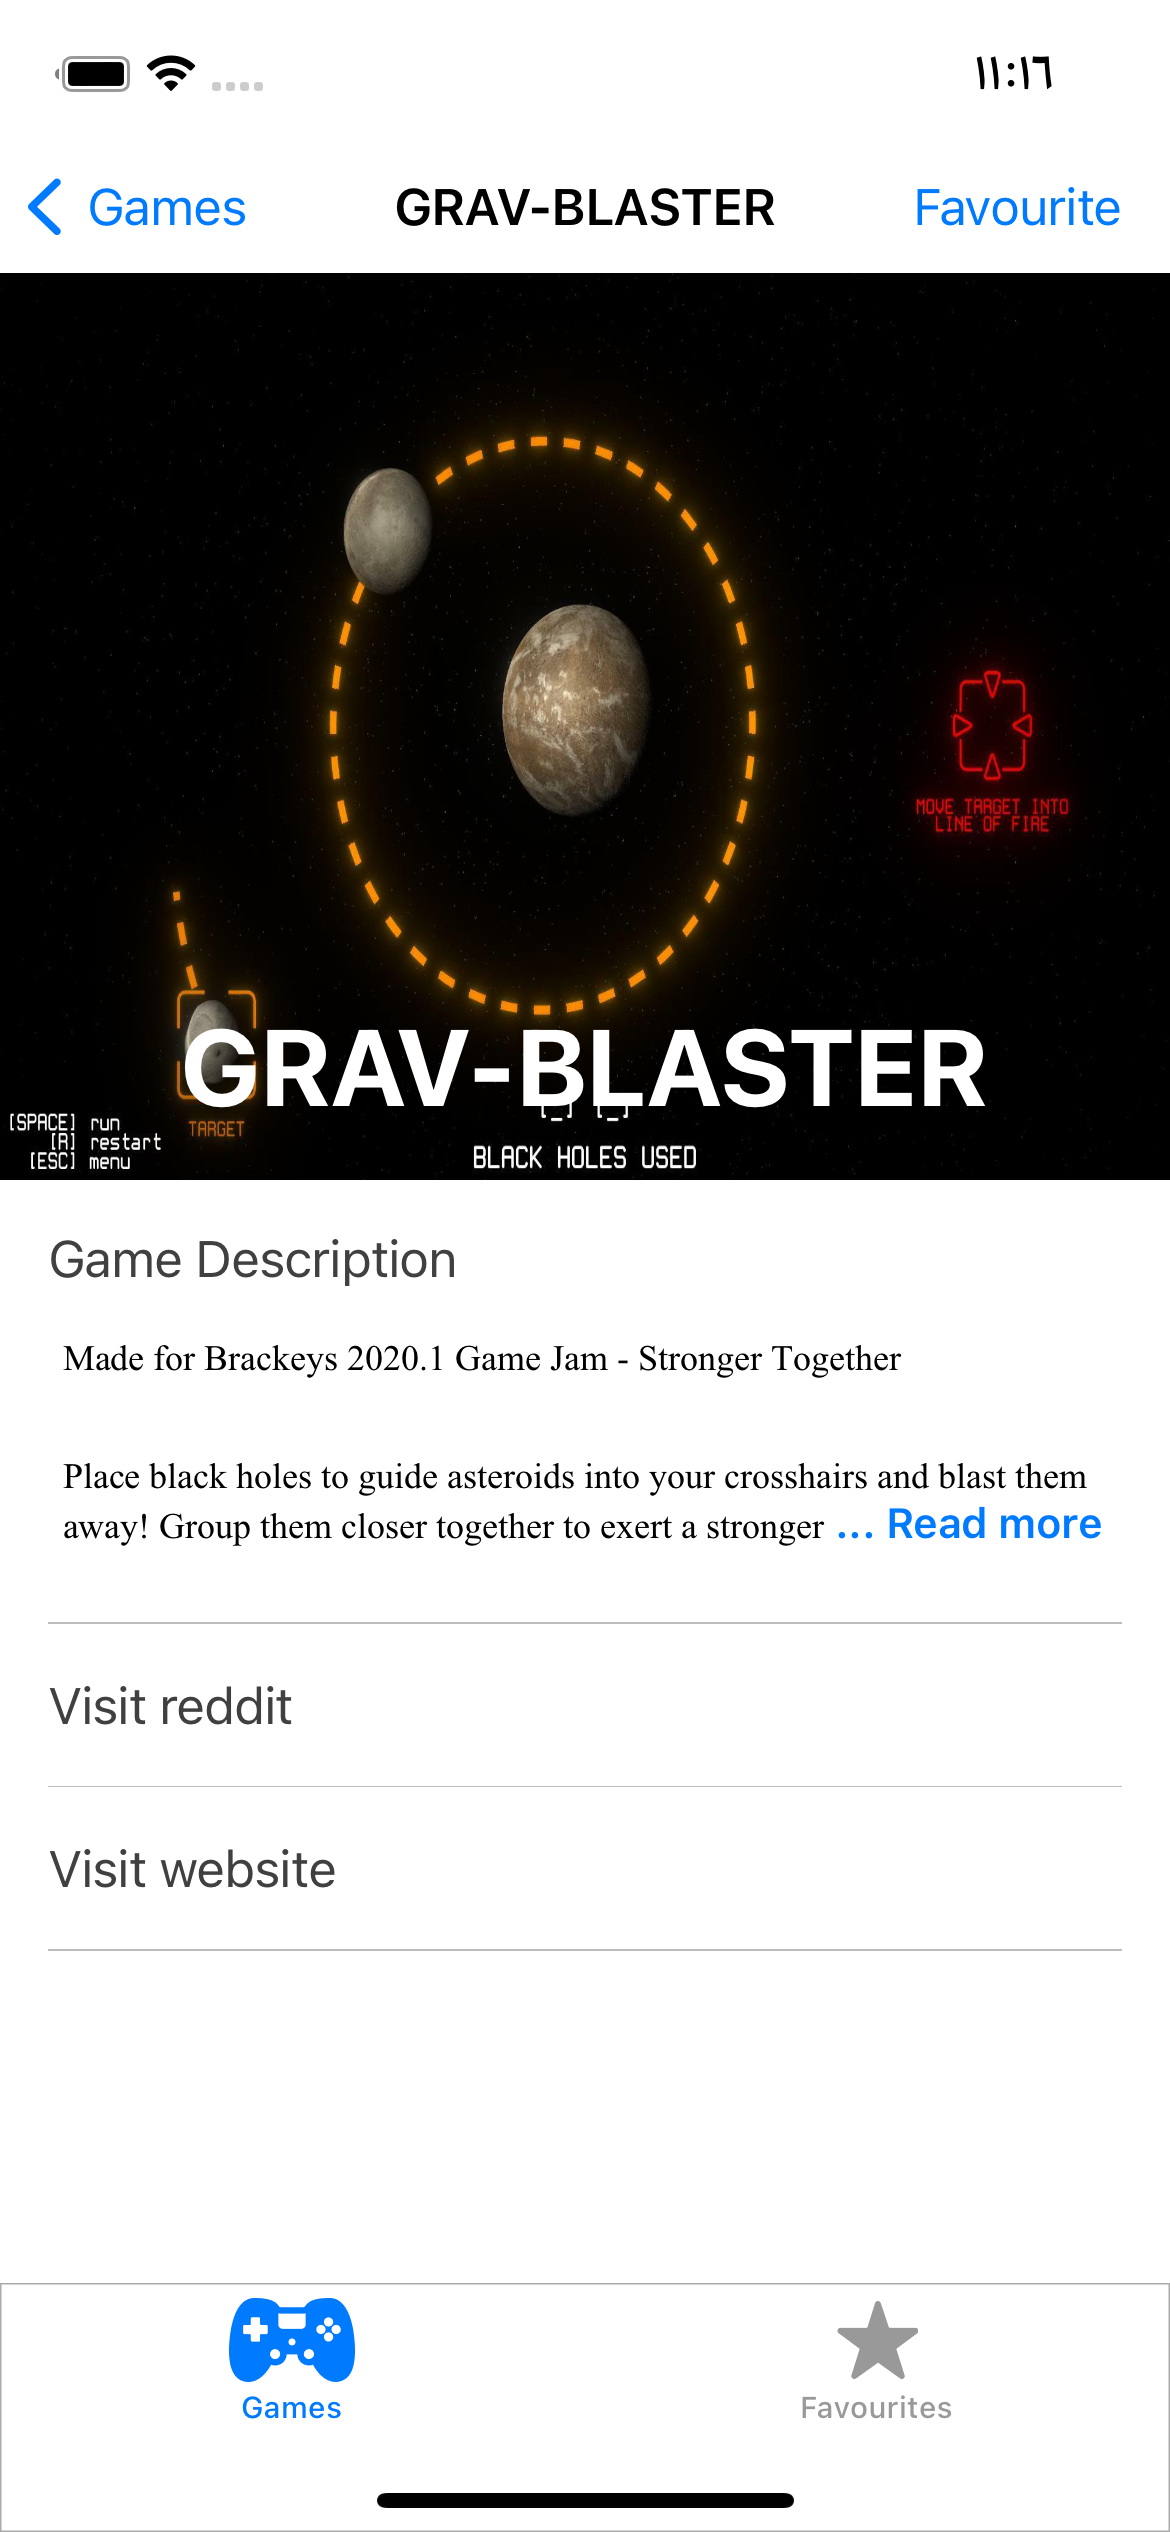 ١١:١٦
Games
GRAV-BLASTER
Favourite
MOVE TARGET INTO
LINE OF FIRE
GRAV-BLASTER
[SPACE] run
[R] restart
[ESC] menu
TARGET
BLACK HOLES USED
Game Description
Made for Brackeys 2020.1 Game Jam - Stronger Together
Place black holes to guide asteroids into your crosshairs and blast them
away! Group them closer together to exert a stronger ... Read more
Visit reddit
Visit website
Games
Favourites